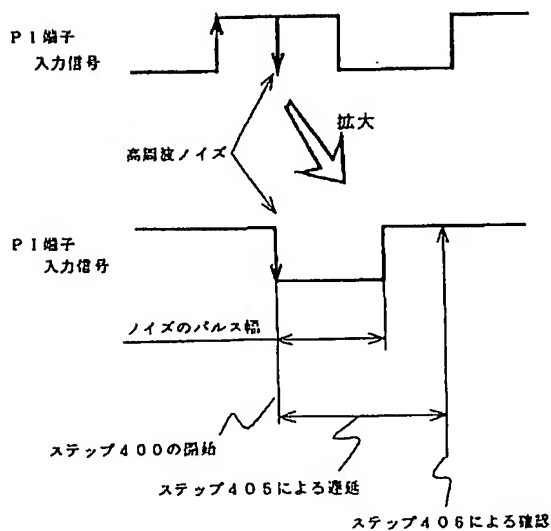 PI端子
入力信号
高周波ノイズ
拡大
PI端子
入力信号
ノイズのパルス幅
ステップ400の開始
ステップ405による遅延
ステップ406による確認